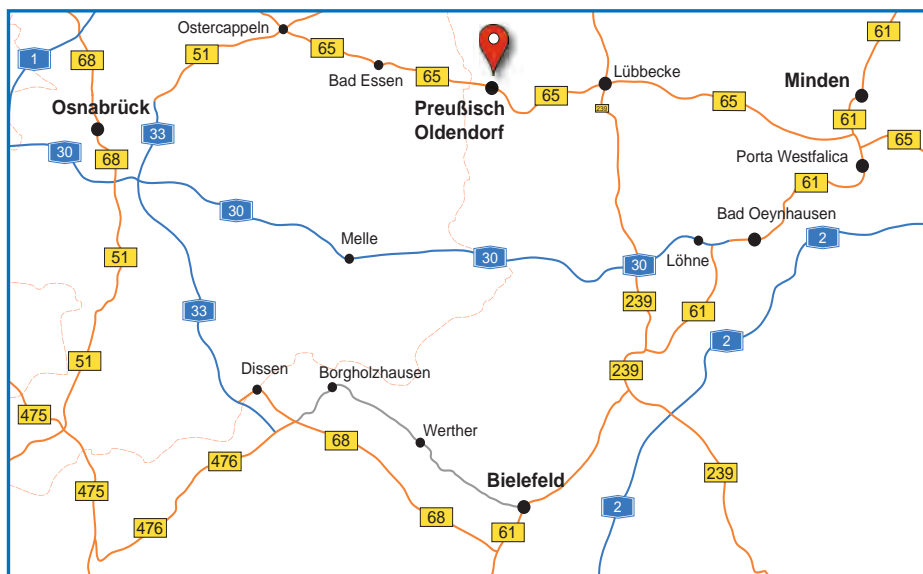 61
Ostercappeln
1
68
51
65
Bad Essen
65
Lübbecke
Minden
65
65
239
Osnabrück
Preußisch
Oldendorf
33
61
65
30
68
Porta Westfalica
61
30
Bad Oeynhausen
2
51
Melle
30
30
Löhne
33
239
61
2
51
Dissen
Borgholzhausen
239
475
Werther
68
476
239
475
Bielefeld
2
476
68
61